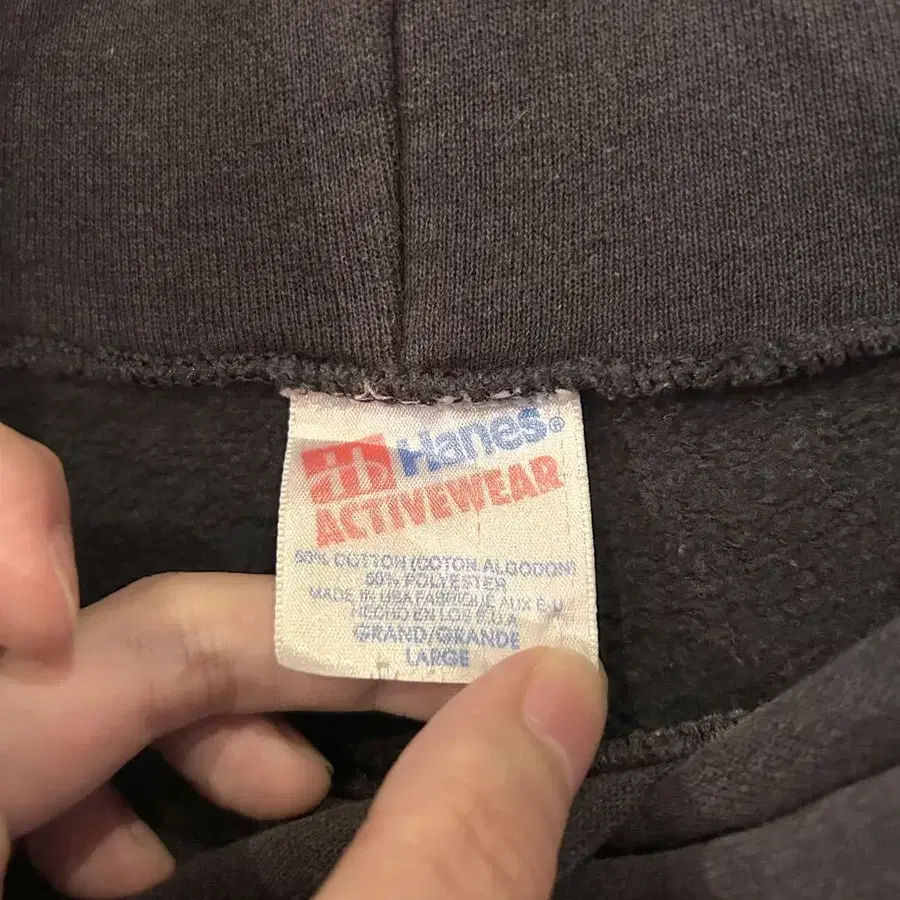 Hanes®
ACTIVEWEAR
50% COTTON (COTON ALGODON)
50% POLYESTER
MADE IN USA FABRIQUE AUX E.U
HECHO EN LOS E.U.A
GRAND/GRANDE
LARGE